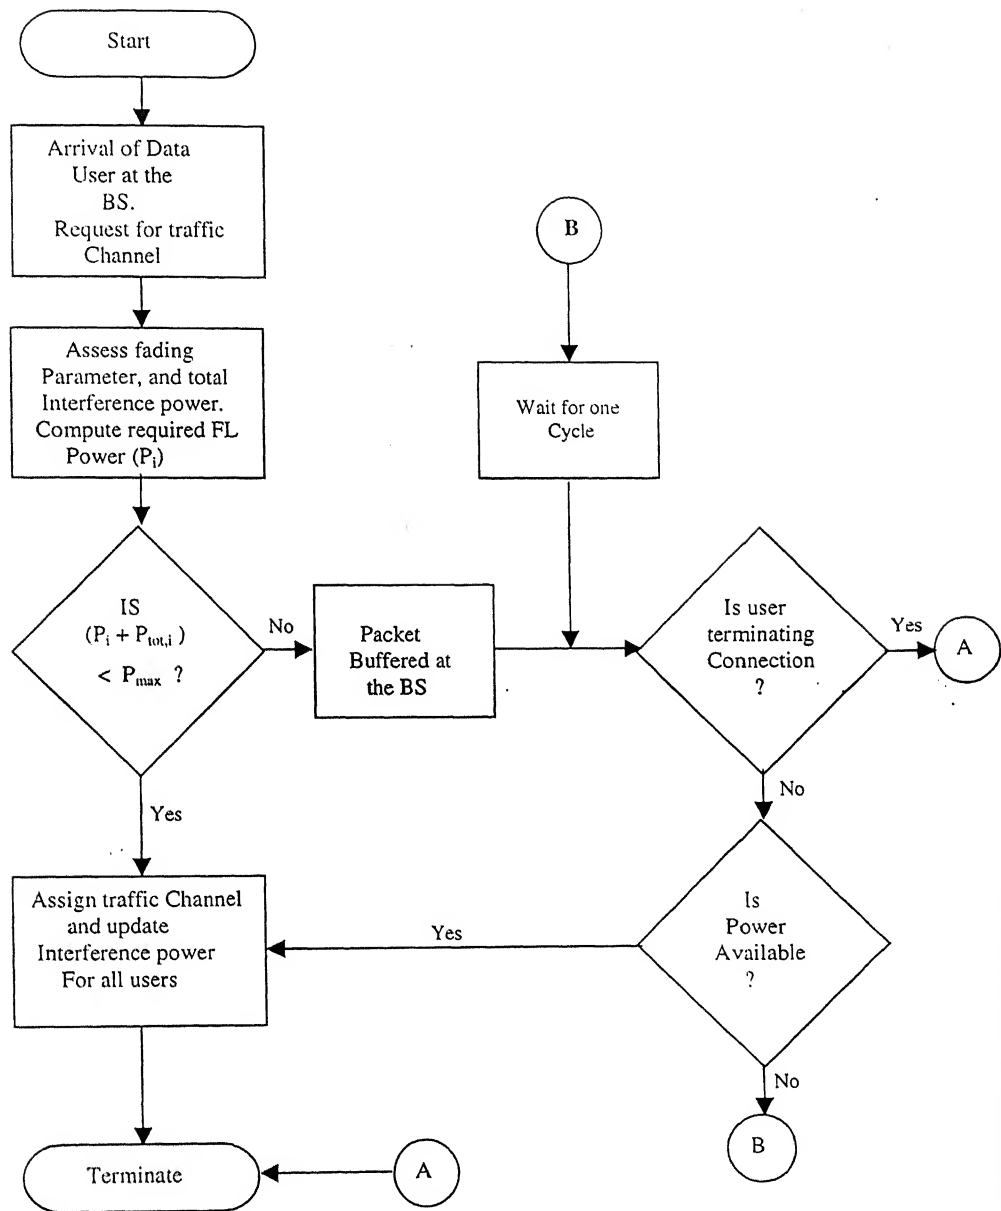 Start
Arrival of Data
User at the
BS.
Request for traffic
Channel
Assess fading
Parameter, and total
Interference power.
Compute required FL
Power (Pi)
IS
(Pi + Ptot,i )
< Pmax ?
No
Yes
Packet
Buffered at
the BS
B
Wait for one
Cycle
Is user
terminating
Connection
?
Yes
A
No
Is
Power
Available
?
Yes
No
B
Assign traffic Channel
and update
Interference power
For all users
Terminate
A